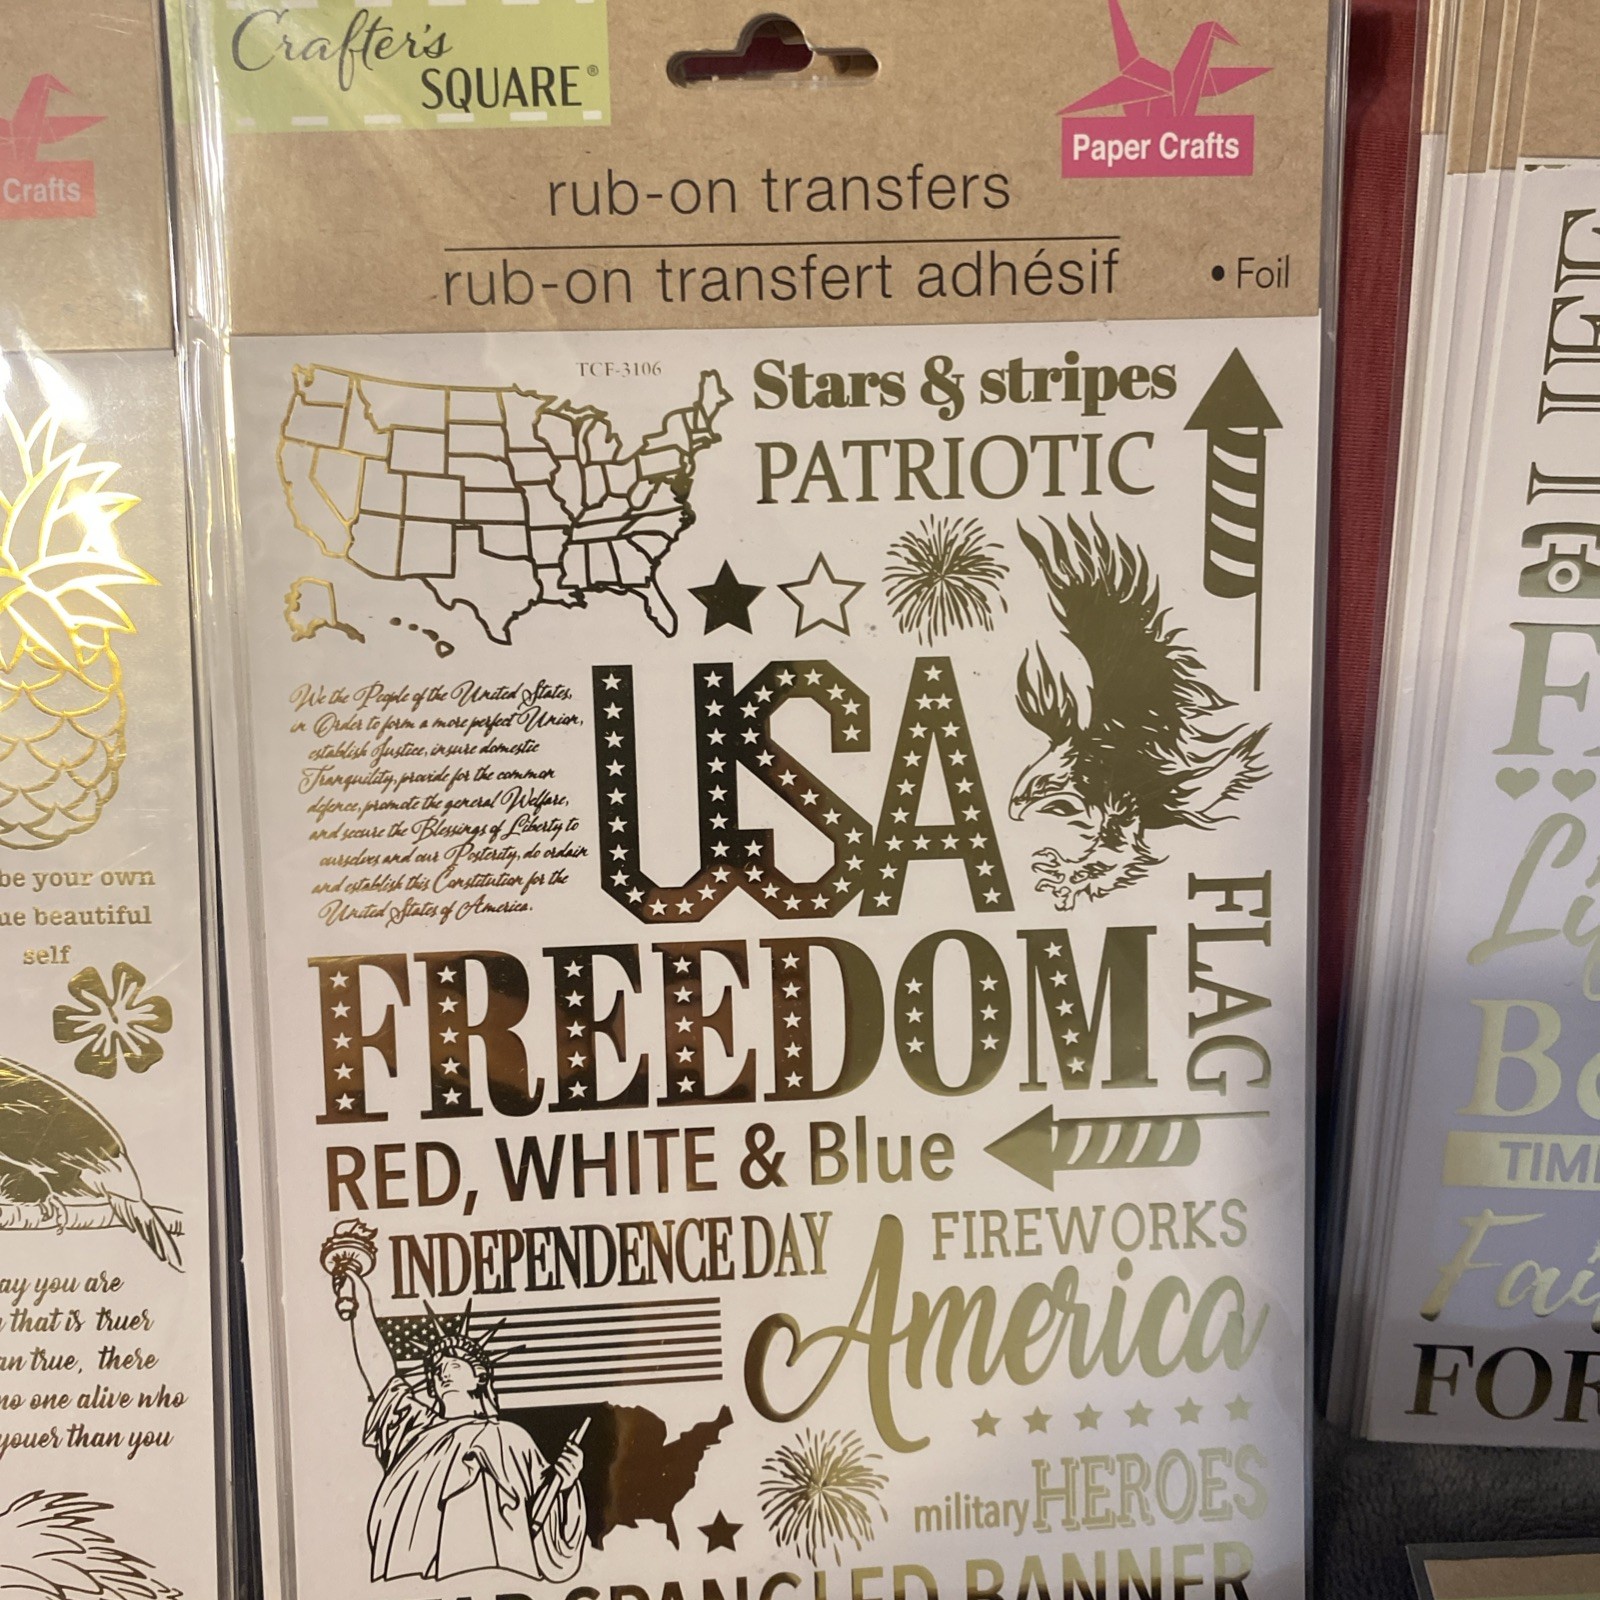 Crafter's
SQUARE®
Paper Crafts
rub-on transfers
rub-on transfert adhésif
• Foil
TCF-3106
Stars & stripes
PATRIOTIC
We the People of the United States,
in Order to form a more perfect Union,
establish Justice, insure domestic
Tranquility, provide for the common
defence, promote the general Welfare,
and secure the Blessings of Liberty to
ourselves and our Posterity, do ordain
and establish this Constitution for the
United States of America.
USA
FLAG
FREEDOM
RED, WHITE & Blue
INDEPENDENCE DAY
FIREWORKS
America
military HEROES
SPANGLED BANNER
Crafts
be your own
beautiful
self
you are
that is truer
true, there
no one alive who
youer than you
FOR